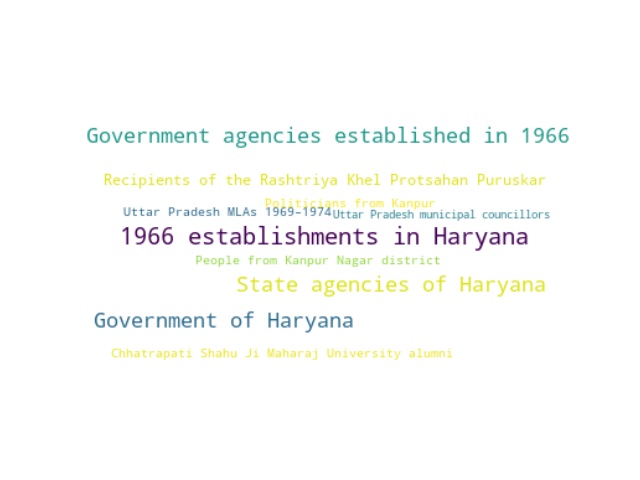 Government agencies established in 1966
Recipients of the Rashtriya Khel Protsahan Puruskar
Politicians from Kanpur
Uttar Pradesh MLAs 1969–1974
Uttar Pradesh municipal councillors
1966 establishments in Haryana
People from Kanpur Nagar district
State agencies of Haryana
Government of Haryana
Chhatrapati Shahu Ji Maharaj University alumni